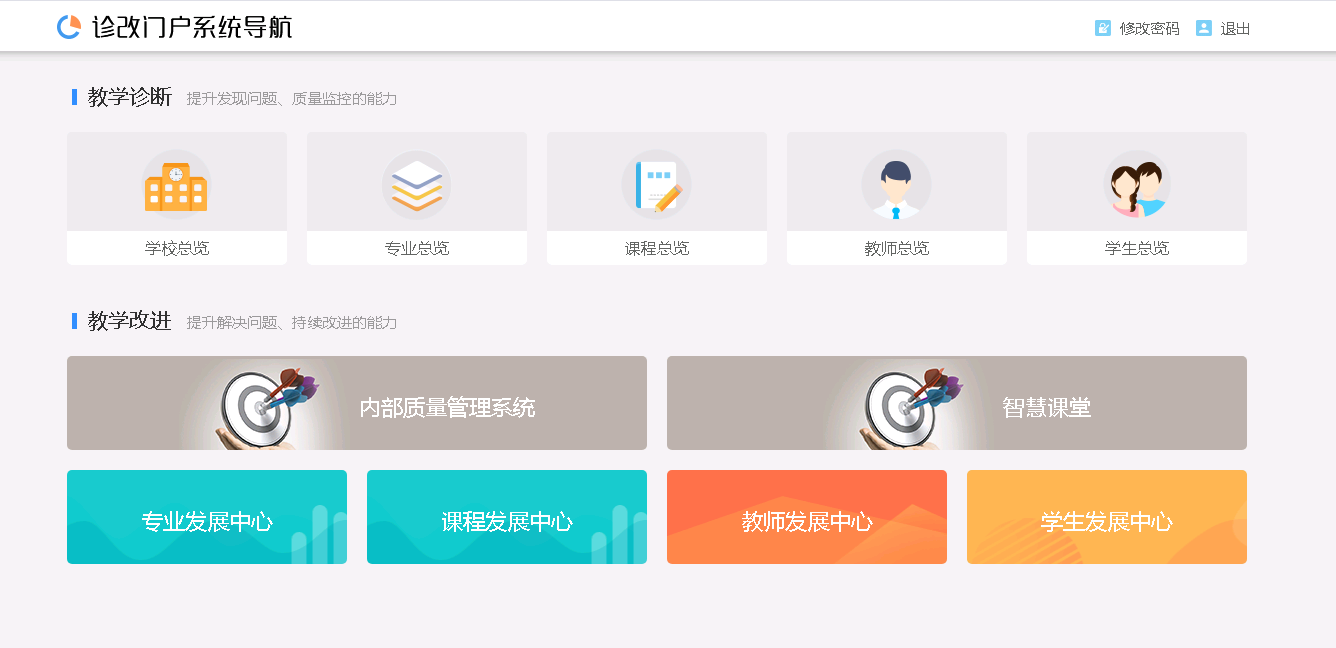 诊改门户系统导航
修改密码 退出
教学诊断 提升发现问题、质量监控的能力
学校总览 专业总览 课程总览 教师总览 学生总览
教学改进 提升解决问题、持续改进的能力
内部质量管理系统 智慧课堂
专业发展中心 课程发展中心 教师发展中心 学生发展中心